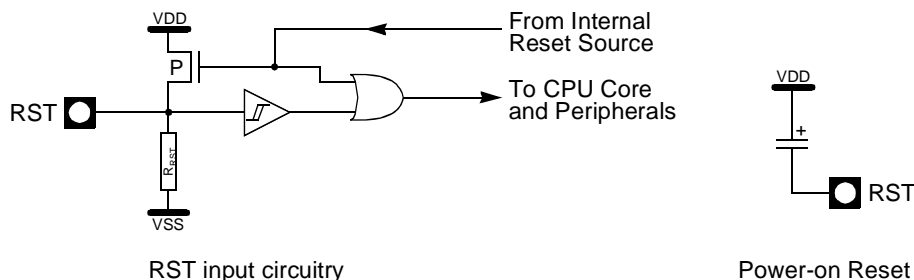 VDD
From Internal
Reset Source
P
To CPU Core
and Peripherals
RST
RRST
VSS
VDD
+
RST
RST input circuitry
Power-on Reset